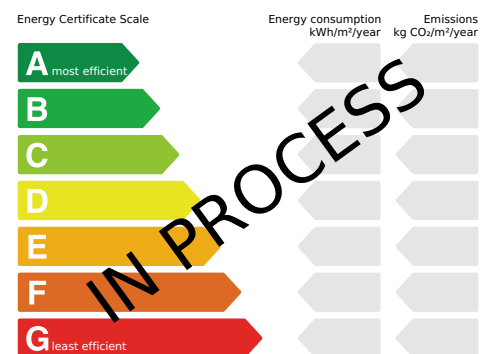 Energy Certificate Scale
Energy consumption
kWh/m²/year
Emissions
kg CO₂/m²/year
A most efficient
B
C
D
E
F
G least efficient
IN PROCESS